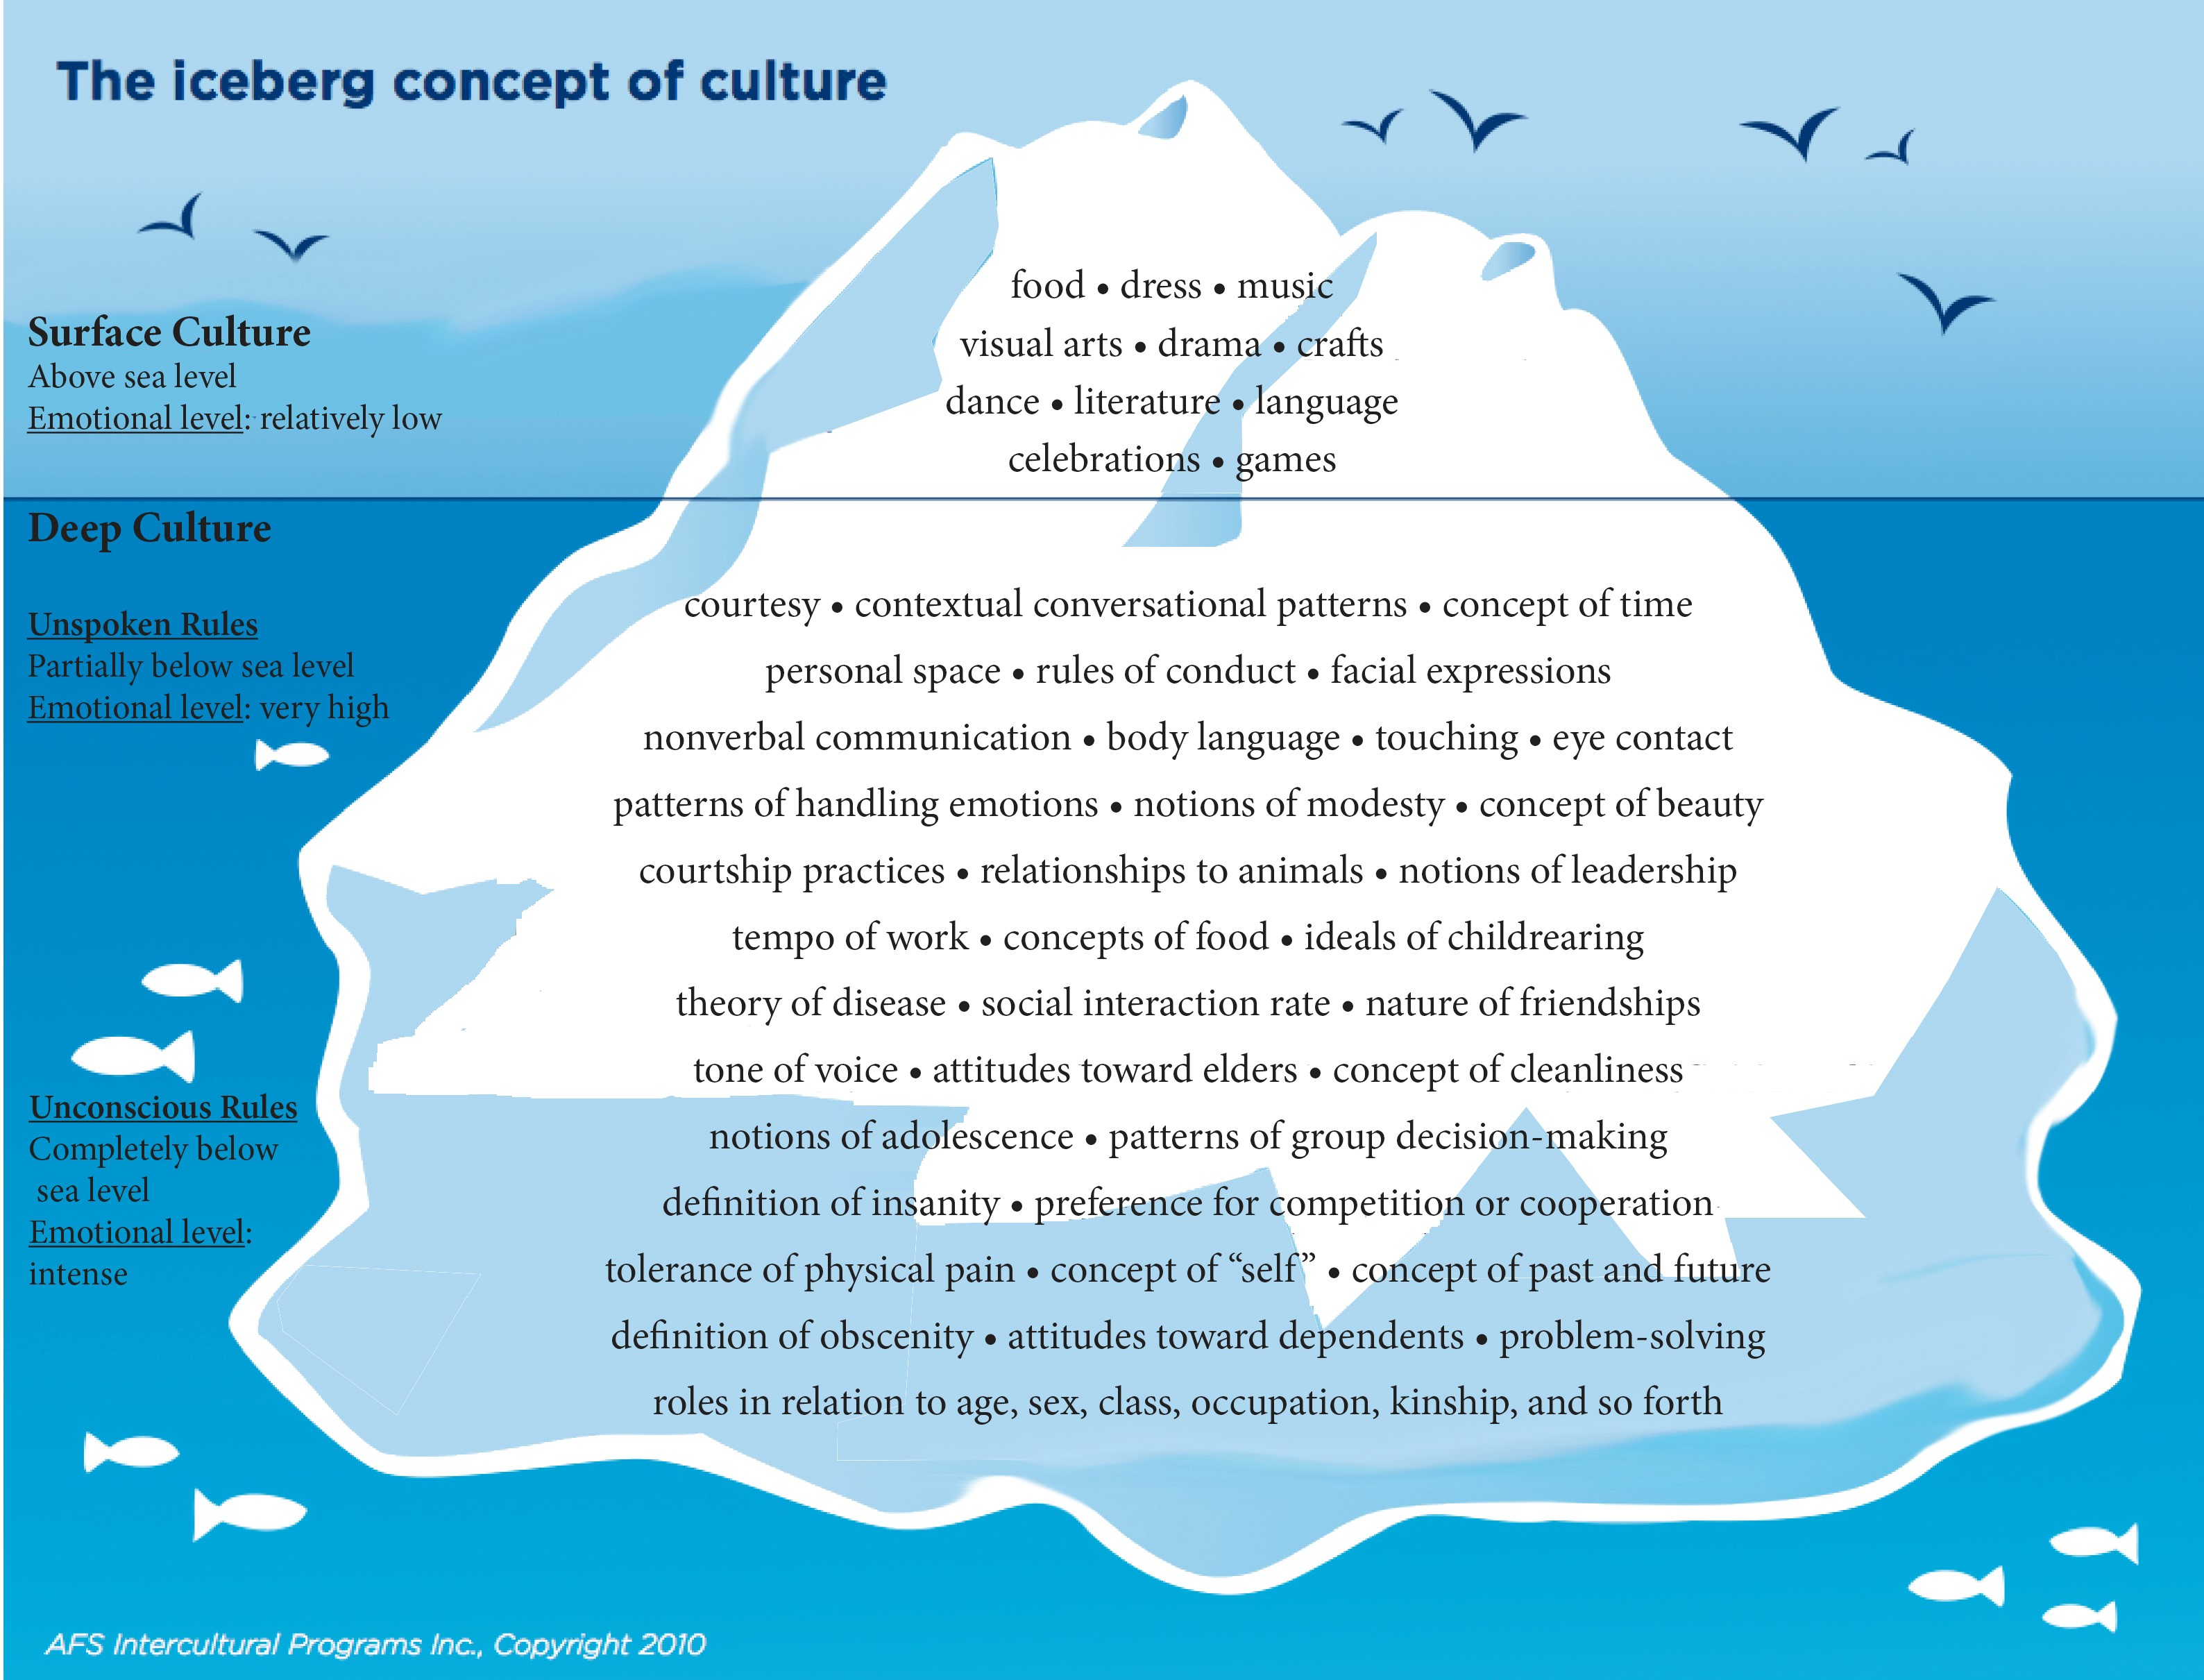 The iceberg concept of culture
Surface Culture
Above sea level
Emotional level: relatively low
food • dress • music
visual arts • drama • crafts
dance • literature • language
celebrations • games
Deep Culture
Unspoken Rules
Partially below sea level
Emotional level: very high
courtesy • contextual conversational patterns • concept of time
personal space • rules of conduct • facial expressions
nonverbal communication • body language • touching • eye contact
patterns of handling emotions • notions of modesty • concept of beauty
courtship practices • relationships to animals • notions of leadership
tempo of work • concepts of food • ideals of childrearing
theory of disease • social interaction rate • nature of friendships
tone of voice • attitudes toward elders • concept of cleanliness
Unconscious Rules
Completely below
sea level
Emotional level:
intense
notions of adolescence • patterns of group decision-making
definition of insanity • preference for competition or cooperation
tolerance of physical pain • concept of “self” • concept of past and future
definition of obscenity • attitudes toward dependents • problem-solving
roles in relation to age, sex, class, occupation, kinship, and so forth
AFS Intercultural Programs Inc., Copyright 2010